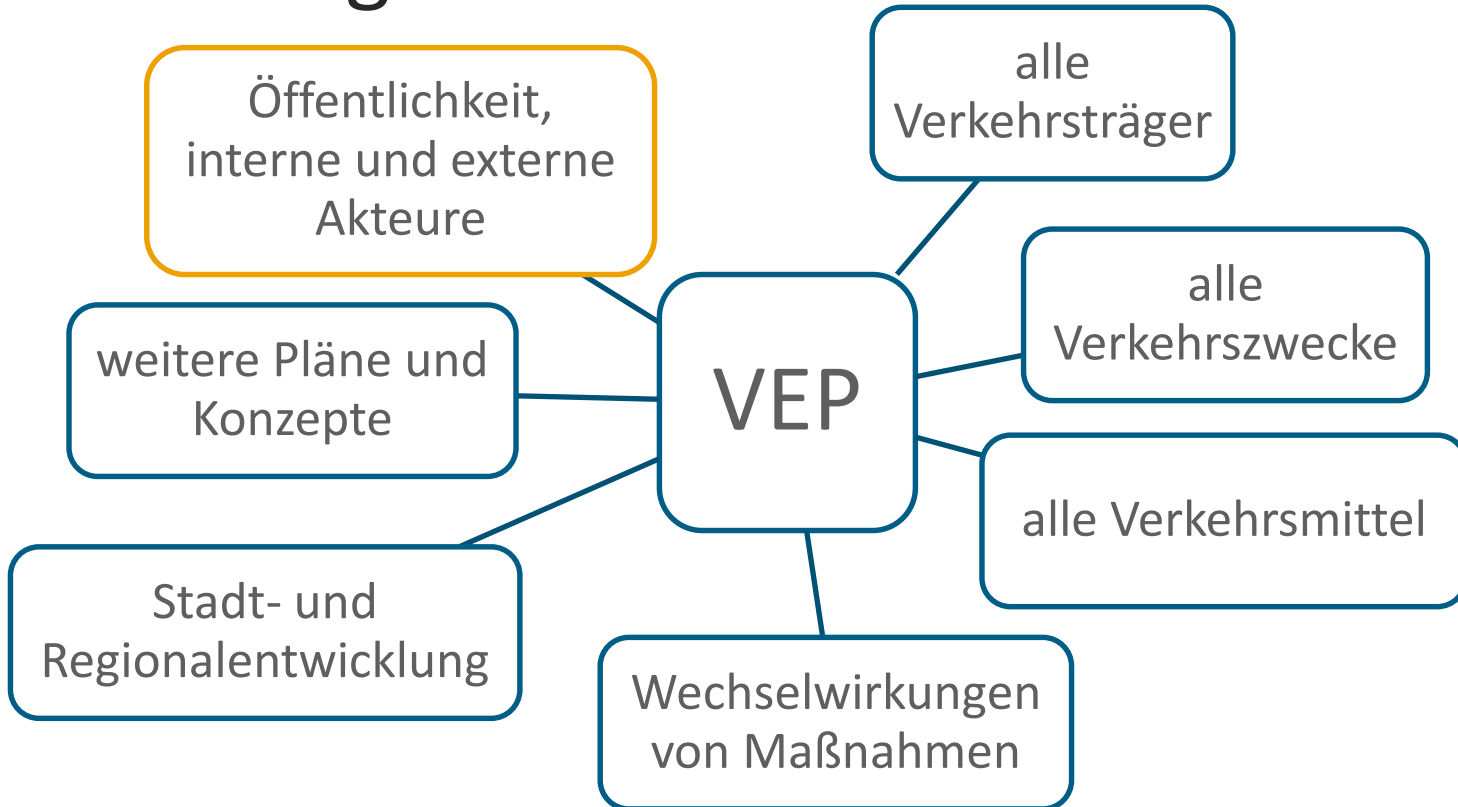 Öffentlichkeit,
interne und externe
Akteure
alle
Verkehrsträger
alle
Verkehrszwecke
weitere Pläne und
Konzepte
VEP
alle Verkehrsmittel
Stadt- und
Regionalentwicklung
Wechselwirkungen
von Maßnahmen